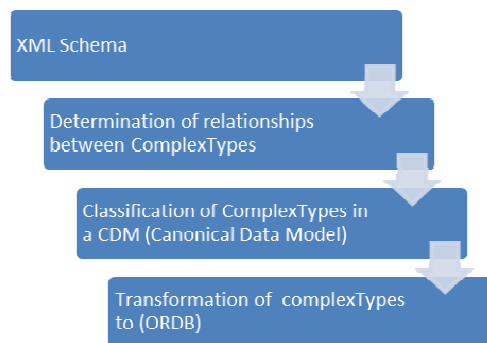 XML Schema
Determination of relationships
between ComplexTypes
Classification of ComplexTypes in
a CDM (Canonical Data Model)
Transformation of complexTypes
to (ORDB)